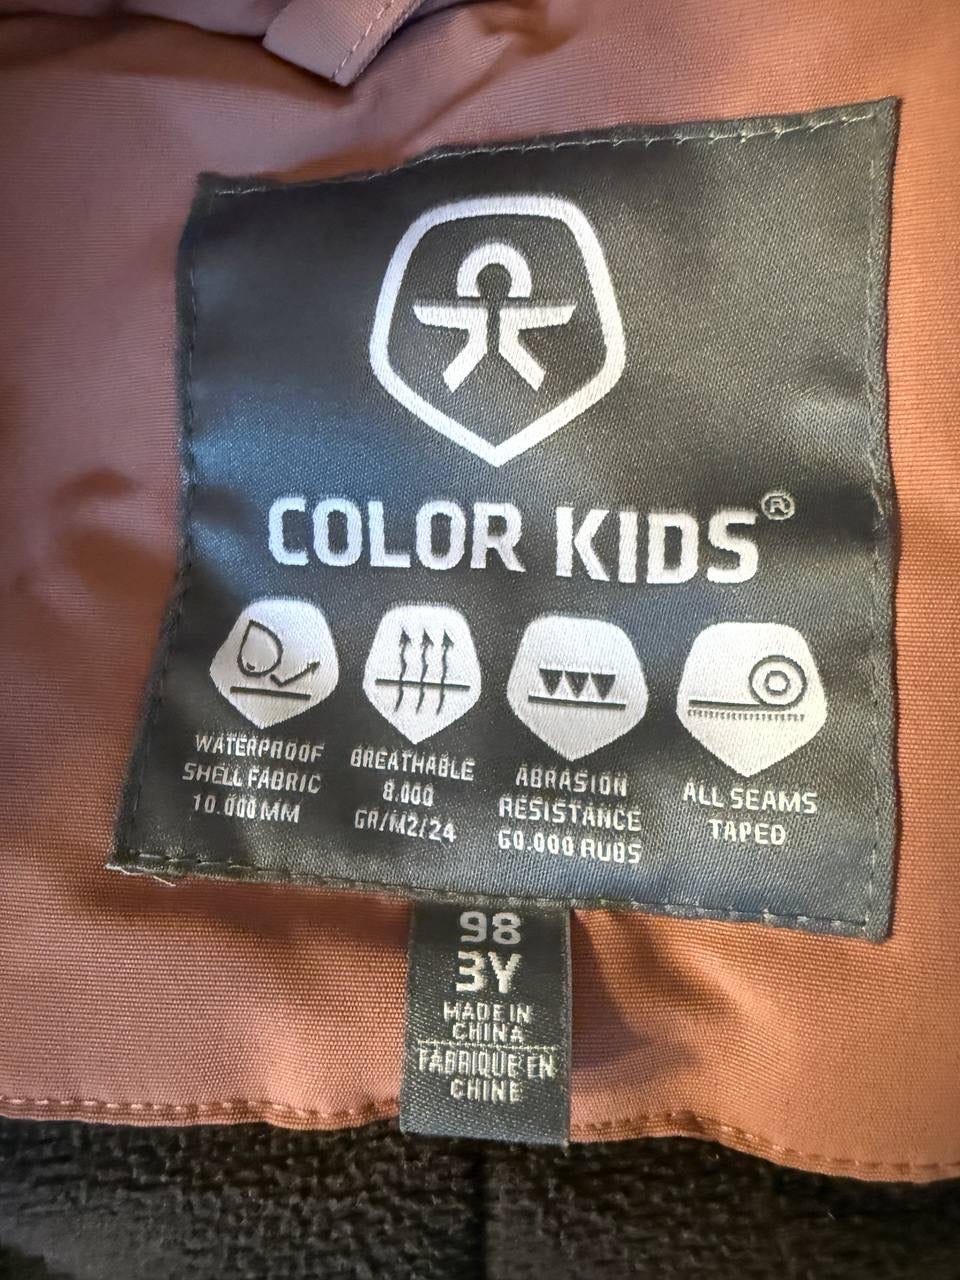 COLOR KIDS®
WATERPROOF
SHELL FABRIC
10.000 MM
BREATHABLE
8.000
GR/M2/24
ABRASION
RESISTANCE
60.000 RUBS
ALL SEAMS
TAPED
98
3Y
MADE IN
CHINA
FABRIQUE EN
CHINE